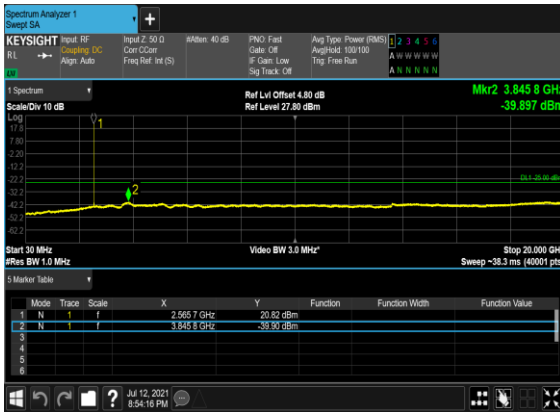 Spectrum Analyzer 1
Swept SA
+
KEYSIGHT Input: RF Input Z: 50 Ω #Atten: 40 dB PNO: Fast Avg Type: Power (RMS) 1 2 3 4 5 6
RL Coupling: DC Corr CCorr Gate: Off Avg|Hold: 100/100 A W W W W W
Align: Auto Freq Ref: Int (S) IF Gain: Low Trig: Free Run
LXI Sig Track: Off A N N N N N
1 Spectrum Ref Lvl Offset 4.80 dB Mkr2 3.845 8 GHz
Scale/Div 10 dB Ref Level 27.80 dBm -39.897 dBm
Log
1
17.8
7.80
-2.20
-12.2
DL1 -25.00 dBm
-22.2
2
-32.2
-42.2
-52.2
-62.2
Start 30 MHz Video BW 3.0 MHz* Stop 20.000 GHz
#Res BW 1.0 MHz Sweep ~38.3 ms (40001 pts)
5 Marker Table
Mode Trace Scale X Y Function Function Width Function Value
1 N 1 f 2.565 7 GHz 20.82 dBm
2 N 1 f 3.845 8 GHz -39.90 dBm
3
4
5
6
? Jul 12, 2021
8:54:16 PM